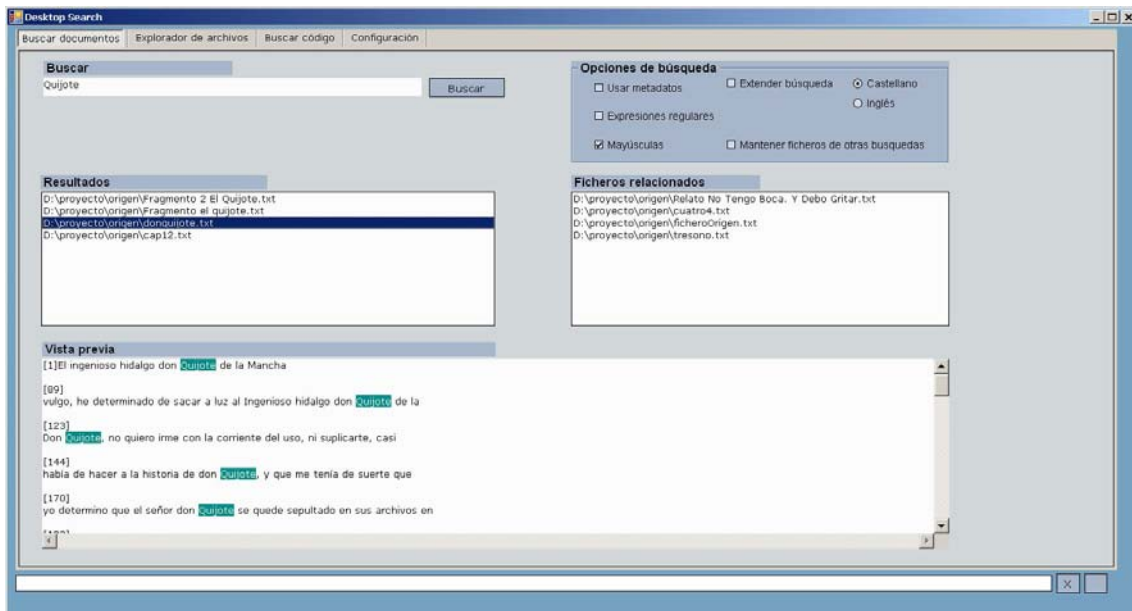 Desktop Search
Buscar documentos Explorador de archivos Buscar código Configuración
Buscar
Quijote
Buscar
Opciones de búsqueda
Usar metadatos
Extender búsqueda
Castellano
Inglés
Expresiones regulares
Mayúsculas
Mantener ficheros de otras busquedas
Resultados
D:\proyecto\origen\Fragmento 2 El Quijote.txt
D:\proyecto\origen\Fragmento el quijote.txt
D:\proyecto\origen\donquijote.txt
D:\proyecto\origen\cap12.txt
Ficheros relacionados
D:\proyecto\origen\Relato No Tengo Boca. Y Debo Gritar.txt
D:\proyecto\origen\cuatro4.txt
D:\proyecto\origen\ficheroOrigen.txt
D:\proyecto\origen\tresono.txt
Vista previa
[1]El ingenioso hidalgo don Quijote de la Mancha
[89]
vulgo, he determinado de sacar a luz al Ingenioso hidalgo don Quijote de la
[123]
Don Quijote, no quiero irme con la corriente del uso, ni suplicarte, casi
[144]
había de hacer a la historia de don Quijote, y que me tenía de suerte que
[170]
yo determino que el señor don Quijote se quede sepultado en sus archivos en
X